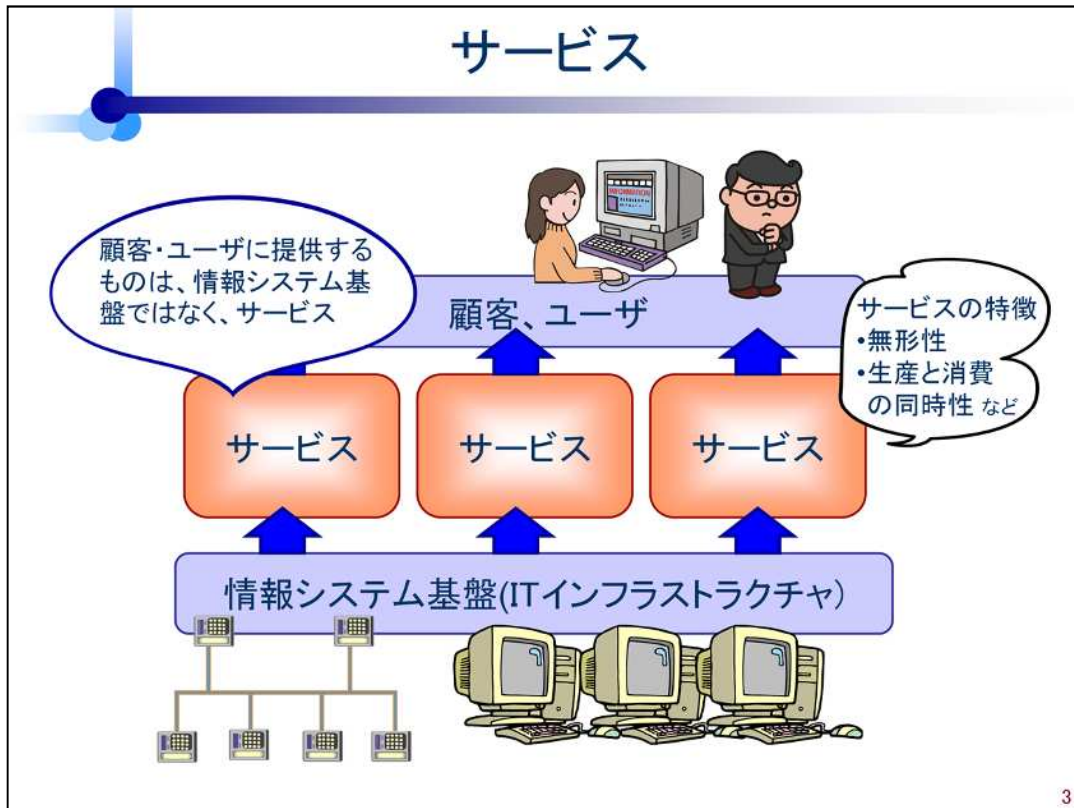 サービス
顧客・ユーザに提供する
ものは、情報システム基
盤ではなく、サービス
顧客、ユーザ
サービスの特徴
•無形性
•生産と消費
の同時性 など
サービス
サービス
サービス
情報システム基盤(ITインフラストラクチャ)
3